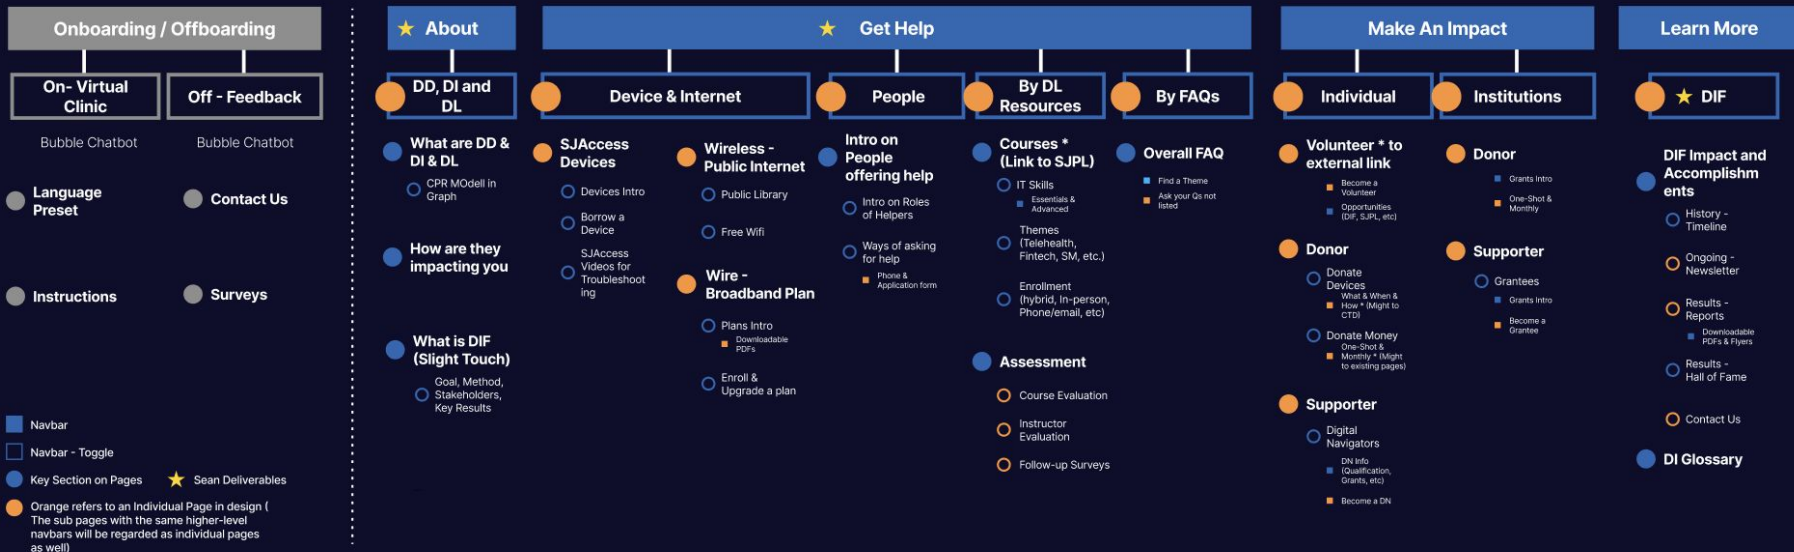 Onboarding / Offboarding
On- Virtual
Clinic
Off - Feedback
Bubble Chatbot
Bubble Chatbot
Language
Preset
Contact Us
Instructions
Surveys
Navbar
Navbar - Toggle
Key Section on Pages
Sean Deliverables
Orange refers to an Individual Page in design (
The sub pages with the same higher-level
navbars will be regarded as individual pages
as well)
About
DD, DI and
DL
What are DD &
DI & DL
CPR MOdell in
Graph
How are they
impacting you
What is DIF
(Slight Touch)
Goal, Method,
Stakeholders,
Key Results
Get Help
Device & Internet
SJAccess
Devices
Devices Intro
Borrow a
Device
SJAccess
Videos for
Troubleshoot
ing
Wireless -
Public Internet
Public Library
Free Wifi
Wire -
Broadband Plan
Plans Intro
Downloadable
PDFs
Enroll &
Upgrade a plan
People
Intro on
People
offering help
Intro on Roles
of Helpers
Ways of asking
for help
Phone &
Application form
By DL
Resources
Courses *
(Link to SJPL)
IT Skills
Essentials &
Advanced
Themes
(Telehealth,
Fintech, SM, etc.)
Enrollment
(hybrid, In-person,
Phone/email, etc)
Assessment
Course Evaluation
Instructor
Evaluation
Follow-up Surveys
By FAQs
Overall FAQ
Find a Theme
Ask your Qs not
listed
Make An Impact
Individual
Volunteer * to
external link
Become a
Volunteer
Opportunities
(DIF, SJPL, etc)
Donor
Donate
Devices
What & When &
How * (Might to
CTD)
Donate Money
One-Shot &
Monthly * (Might
to existing pages)
Supporter
Digital
Navigators
DN Info
(Qualification,
Grants, etc)
Become a DN
Institutions
Donor
Grants Intro
One-Shot &
Monthly
Supporter
Grantees
Grants Intro
Become a
Grantee
Learn More
DIF
DIF Impact and
Accomplishm
ents
History -
Timeline
Ongoing -
Newsletter
Results -
Reports
Downloadable
PDFs & Flyers
Results -
Hall of Fame
Contact Us
DI Glossary